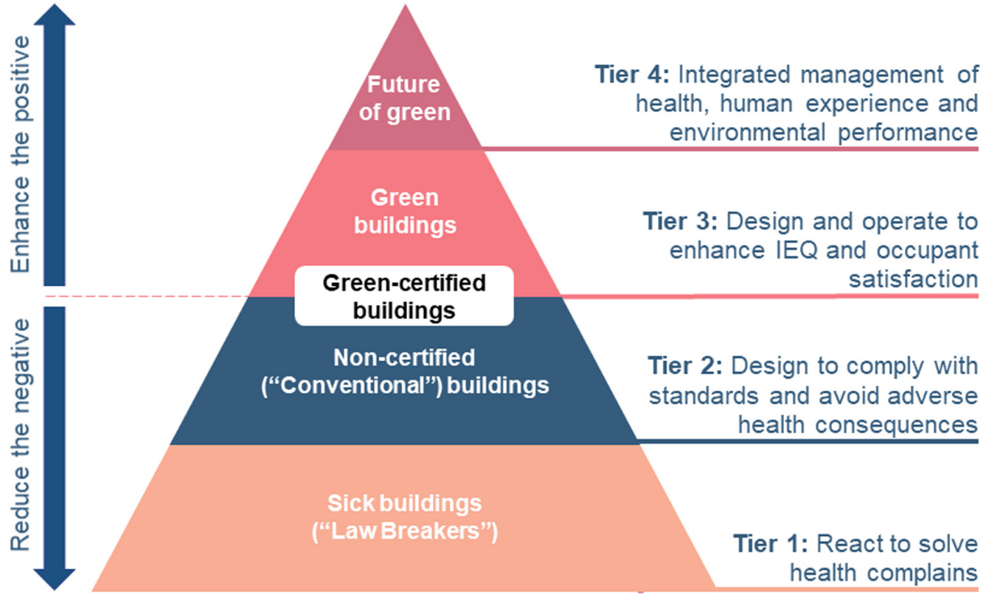 Enhance the positive
Reduce the negative
Future
of green
Green
buildings
Green-certified
buildings
Non-certified
(“Conventional”) buildings
Sick buildings
(“Law Breakers”)
Tier 4: Integrated management of
health, human experience and
environmental performance
Tier 3: Design and operate to
enhance IEQ and occupant
satisfaction
Tier 2: Design to comply with
standards and avoid adverse
health consequences
Tier 1: React to solve
health complains